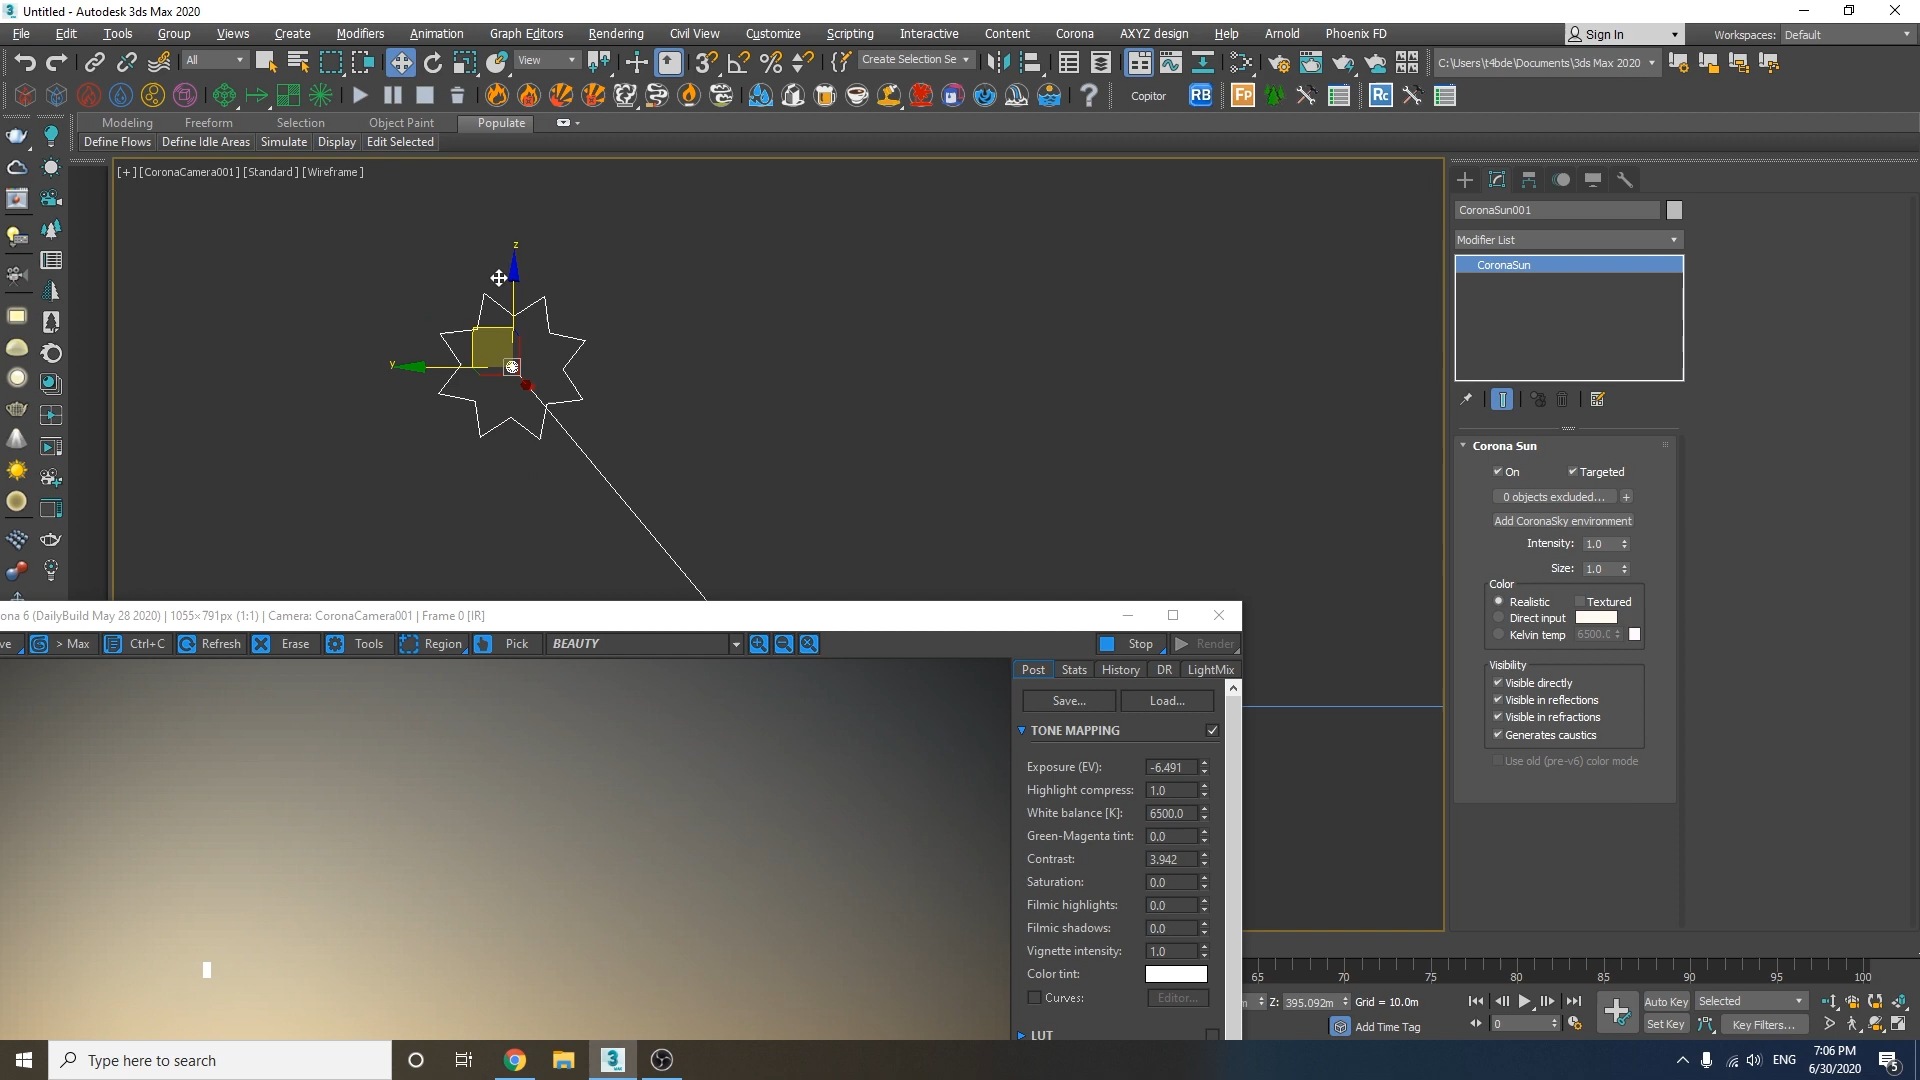 Untitled - Autodesk 3ds Max 2020
File Edit Tools Group Views Create Modifiers Animation Graph Editors Rendering Civil View Customize Scripting Interactive Content Corona AXYZ design Help Arnold Phoenix FD Sign In Workspaces: Default
All View Create Selection Se C:\Users\t4bde\Documents\3ds Max 2020
Copitor RB FP Rc
Modeling Freeform Selection Object Paint Populate
Define Flows Define Idle Areas Simulate Display Edit Selected
[+] [CoronaCamera001] [Standard] [Wireframe]
z
y
CoronaSun001
Modifier List
CoronaSun
Corona Sun
On Targeted
0 objects excluded... +
Add CoronaSky environment
Intensity: 1.0
Size: 1.0
Color
Realistic Textured
Direct input
Kelvin temp 6500.0
Visibility
Visible directly
Visible in reflections
Visible in refractions
Generates caustics
Use old (pre-v6) color mode
ona 6 (DailyBuild May 28 2020) | 1055×791px (1:1) | Camera: CoronaCamera001 | Frame 0 [IR]
ve > Max Ctrl+C Refresh Erase Tools Region Pick BEAUTY Stop Render
Post Stats History DR LightMix
Save... Load...
TONE MAPPING
Exposure (EV): -6.491
Highlight compress: 1.0
White balance [K]: 6500.0
Green-Magenta tint: 0.0
Contrast: 3.942
Saturation: 0.0
Filmic highlights: 0.0
Filmic shadows: 0.0
Vignette intensity: 1.0
Color tint:
Curves: Editor...
LUT
65 70 75 80 85 90 95 100
Z: 395.092m Grid = 10.0m
Add Time Tag
0
Auto Key Selected
Set Key Key Filters...
Type here to search
ENG
7:06 PM
6/30/2020
5